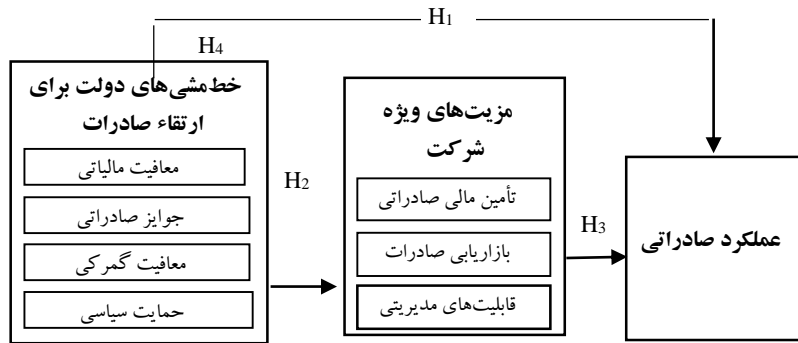 H1
H4
خط‌مشی‌های دولت برای
ارتقاء صادرات
معافیت مالیاتی
جوایز صادراتی
معافیت گمرکی
حمایت سیاسی
H2
مزیت‌های ویژه
شرکت
تأمین مالی صادراتی
بازاریابی صادرات
قابلیت‌های مدیریتی
H3
عملکرد صادراتی